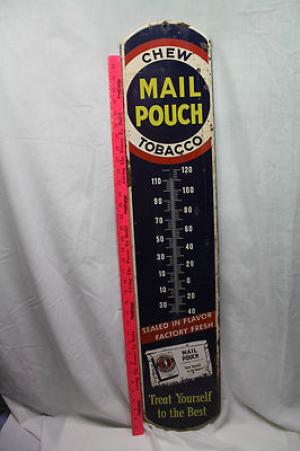 CHEW
MAIL
POUCH
TOBACCO
120
110
100
90
80
70
60
50
40
30
20
10
0
10
20
30
40
SEALED IN FLAVOR
FACTORY FRESH
MAIL
POUCH
Treat Yourself
to the Best